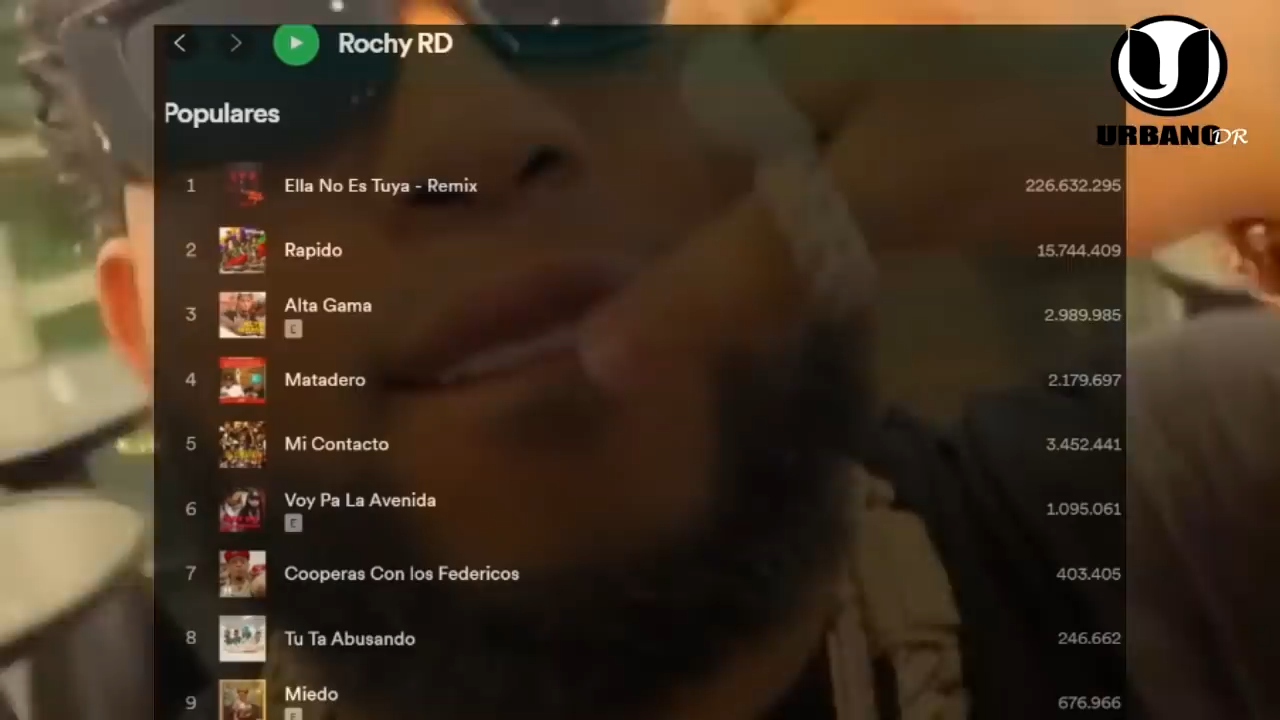 Rochy RD
URBANO DR
Populares
1 Ella No Es Tuya - Remix 226.632.295
2 Rapido 15.744.409
3 Alta Gama 2.989.985
E
4 Matadero 2.179.697
5 Mi Contacto 3.452.441
6 Voy Pa La Avenida 1.095.061
E
7 Cooperas Con los Federicos 403.405
8 Tu Ta Abusando 246.662
9 Miedo 676.966
E